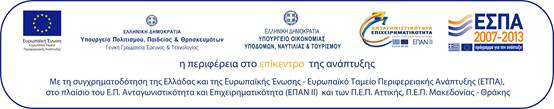 ΕΛΛΗΝΙΚΗ ΔΗΜΟΚΡΑΤΙΑ
Υπουργείο Πολιτισμού, Παιδείας & Θρησκευμάτων
Γενική Γραμματεία Έρευνας & Τεχνολογίας
ΕΛΛΗΝΙΚΗ ΔΗΜΟΚΡΑΤΙΑ
ΥΠΟΥΡΓΕΙΟ ΟΙΚΟΝΟΜΙΑΣ
ΥΠΟΔΟΜΩΝ, ΝΑΥΤΙΛΙΑΣ & ΤΟΥΡΙΣΜΟΥ
ΑΝΤΑΓΩΝΙΣΤΙΚΟΤΗΤΑ
ΕΠΙΧΕΙΡΗΜΑΤΙΚΟΤΗΤΑ
ΕΠΑΝ II
ΕΣΠΑ
2007-2013
πρόγραμμα για την ανάπτυξη
Ευρωπαϊκή Ένωση
η περιφέρεια στο επίκεντρο της ανάπτυξης
Με τη συγχρηματοδότηση της Ελλάδας και της Ευρωπαϊκής Ένωσης - Ευρωπαϊκό Ταμείο Περιφερειακής Ανάπτυξης (ΕΤΠΑ),
στο πλαίσιο του Ε.Π. Ανταγωνιστικότητα και Επιχειρηματικότητα (ΕΠΑΝ ΙΙ) και των Π.Ε.Π. Αττικής, Π.Ε.Π. Μακεδονίας - Θράκης